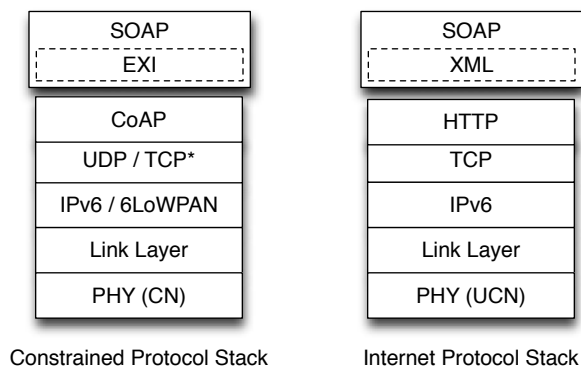 SOAP
EXI
CoAP
UDP / TCP*
IPv6 / 6LoWPAN
Link Layer
PHY (CN)
Constrained Protocol Stack
SOAP
XML
HTTP
TCP
IPv6
Link Layer
PHY (UCN)
Internet Protocol Stack